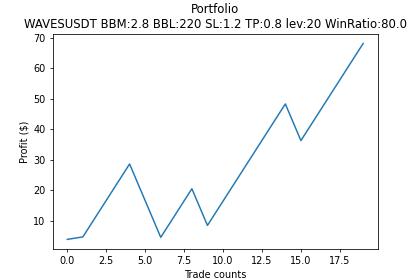 Portfolio
WAVESUSDT BBM:2.8 BBL:220 SL:1.2 TP:0.8 lev:20 WinRatio:80.0
70
60
50
40
30
20
10
Profit ($)
0.0 2.5 5.0 7.5 10.0 12.5 15.0 17.5
Trade counts